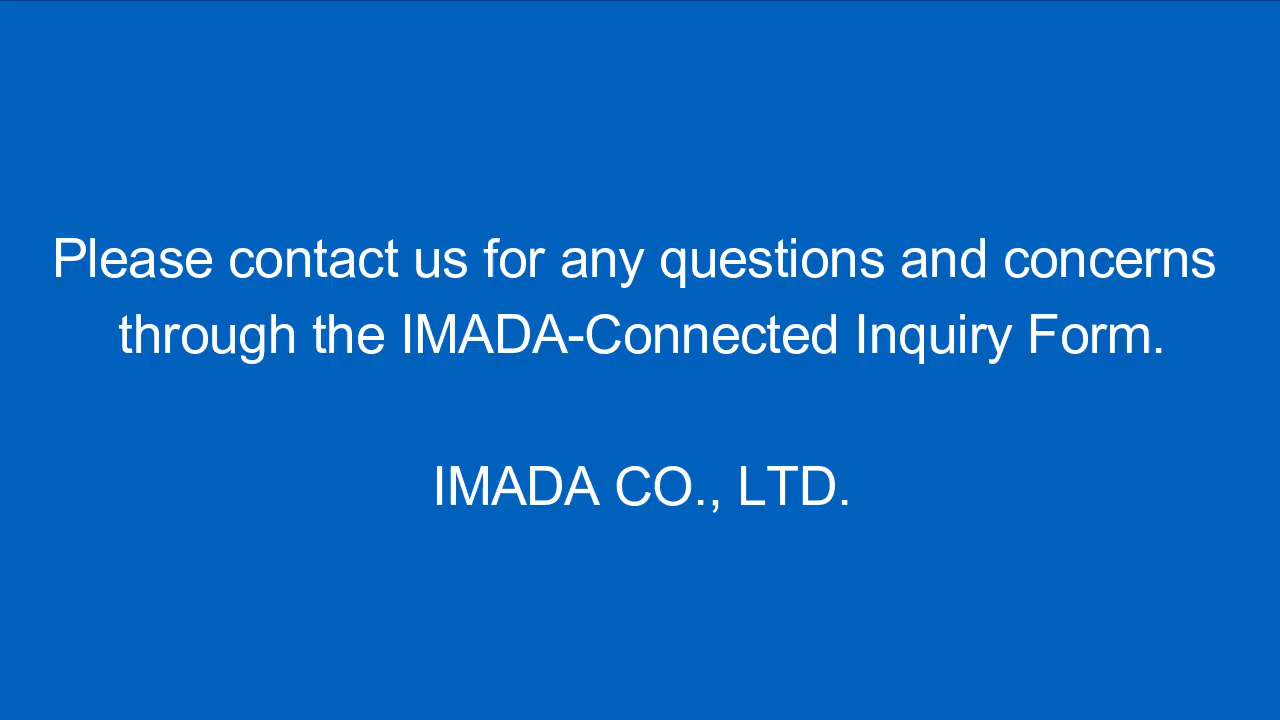 Please contact us for any questions and concerns
through the IMADA-Connected Inquiry Form.
IMADA CO., LTD.